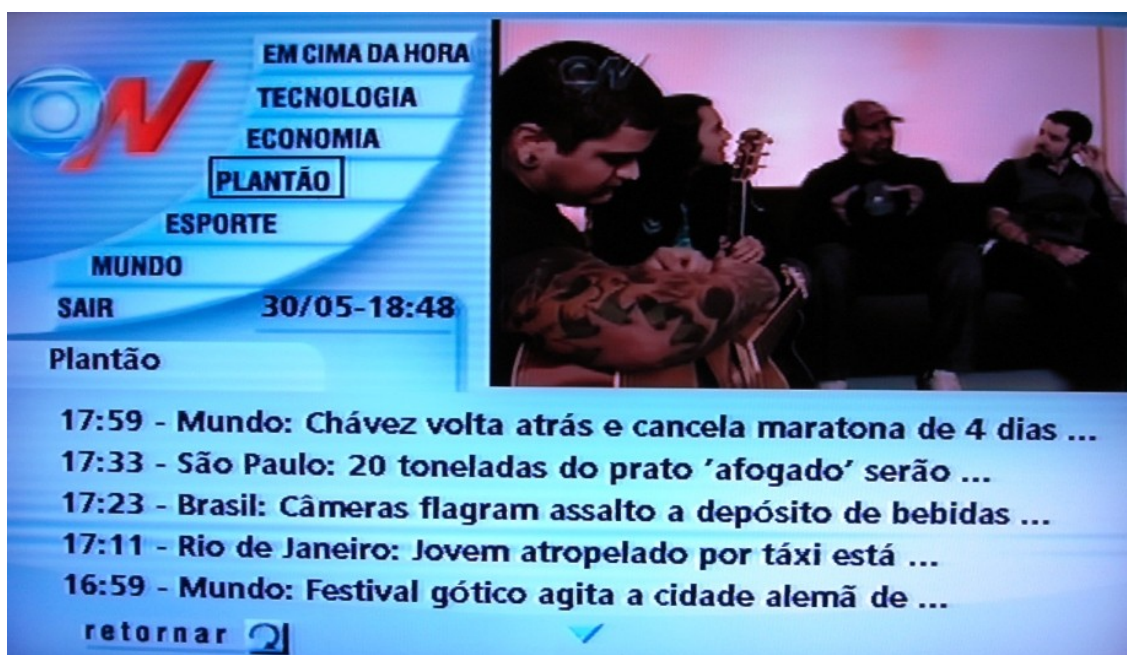 EM CIMA DA HORA
TECNOLOGIA
ECONOMIA
PLANTÃO
ESPORTE
MUNDO
SAIR
30/05-18:48
Plantão
17:59 - Mundo: Chávez volta atrás e cancela maratona de 4 dias ...
17:33 - São Paulo: 20 toneladas do prato 'afogado' serão ...
17:23 - Brasil: Câmeras flagram assalto a depósito de bebidas ...
17:11 - Rio de Janeiro: Jovem atropelado por táxi está ...
16:59 - Mundo: Festival gótico agita a cidade alemã de ...
retornar